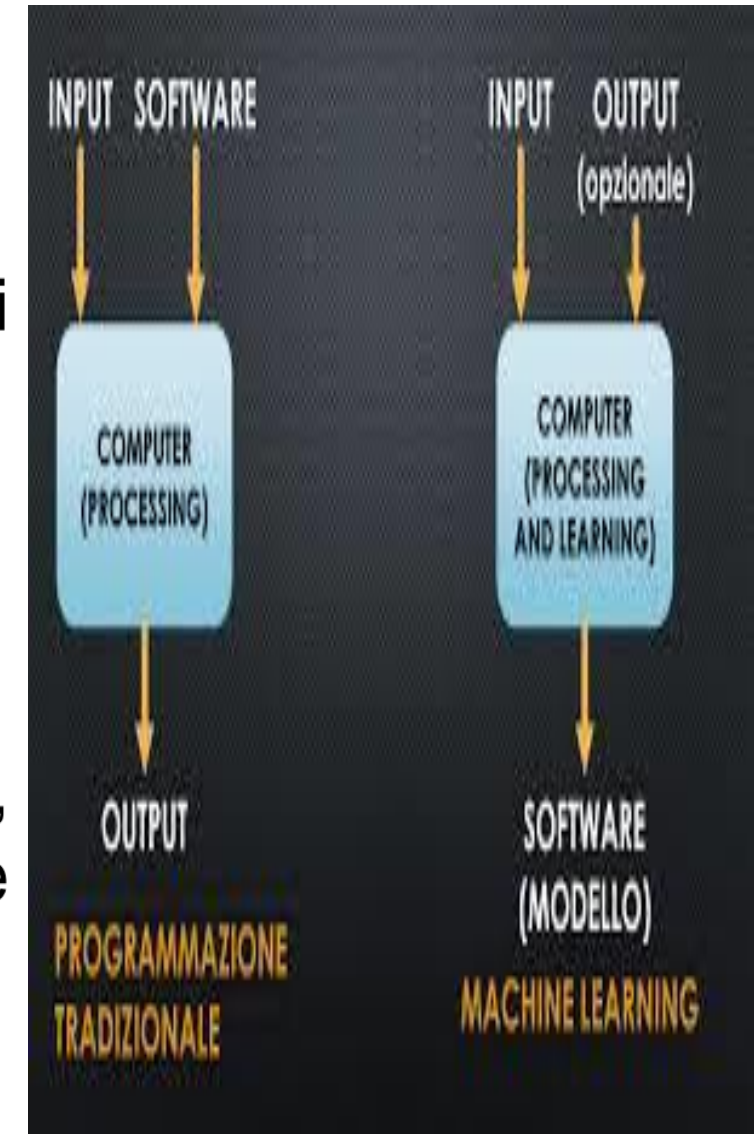 i
,
e
INPUT SOFTWARE
COMPUTER
(PROCESSING)
OUTPUT
PROGRAMMAZIONE
TRADIZIONALE
INPUT OUTPUT
(opzionale)
COMPUTER
(PROCESSING
AND LEARNING)
SOFTWARE
(MODELLO)
MACHINE LEARNING